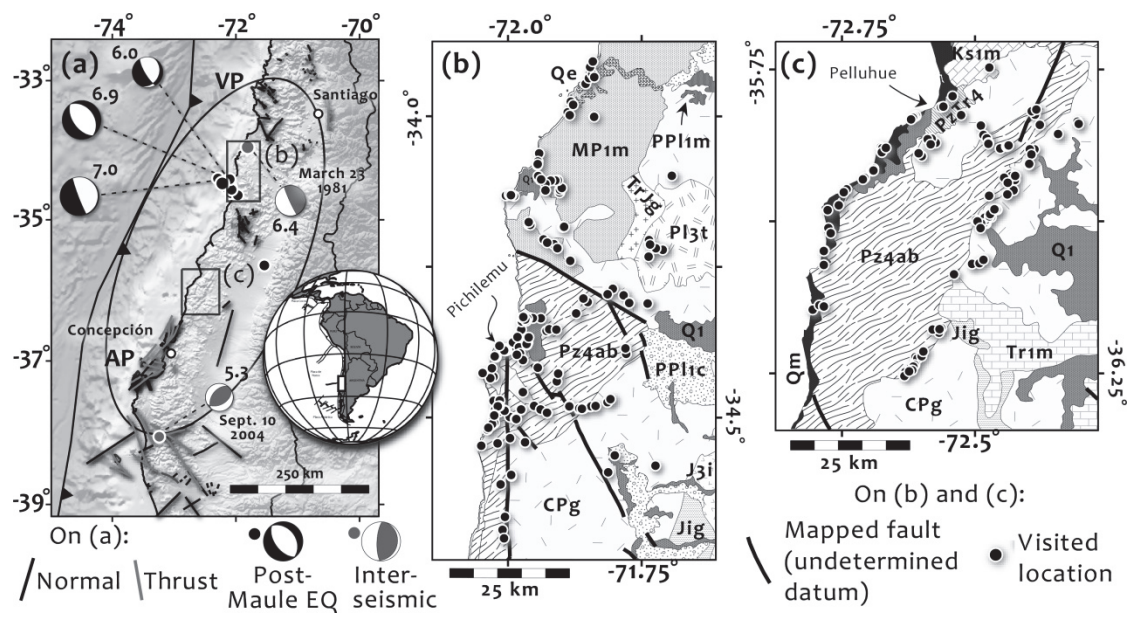 -74° -72° -70°
(a)
6.0
VP
-33°
Santiago
6.9
(b)
7.0
March 23
1981
6.4
-35°
(c)
Concepción
-37°
AP
5.3
Sept. 10
2004
250 km
-39°
On (a):
Normal
Thrust
Post-
Maule EQ
Inter-
seismic
-72.0°
(b)
Qe
-34.0°
MP1m
PPl1m
TrJg
Pl3t
Pichilemu
Q1
Pz4ab
PPl1c
-34.5°
CPg
J3i
Jig
-71.75°
25 km
-72.75°
(c)
Ks1m
-35.75°
Pelluhue
PzTr4
Pz4ab
Q1
Jig
Tr1m
Qm
CPg
-36.25°
-72.5°
25 km
On (b) and (c):
Mapped fault
(undetermined
datum)
Visited
location